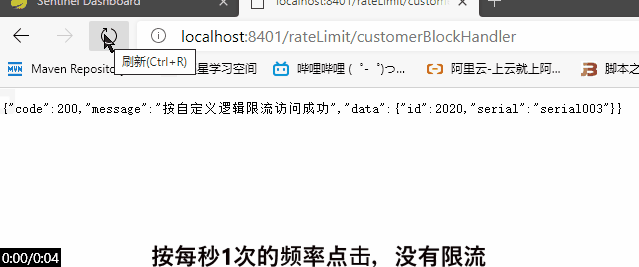 Sentinel Dashboard
localhost:8401/rateLimit/custom
localhost:8401/rateLimit/customerBlockHandler
刷新(Ctrl+R)
Maven Repository
星学习空间
哔哩哔哩 ( ゜- ゜)つ...
阿里云-上云就上阿...
脚本之
{"code":200,"message":"按自定义逻辑限流访问成功","data":{"id":2020,"serial":"serial003"}}
按每秒1次的频率点击，没有限流
0:00/0:04